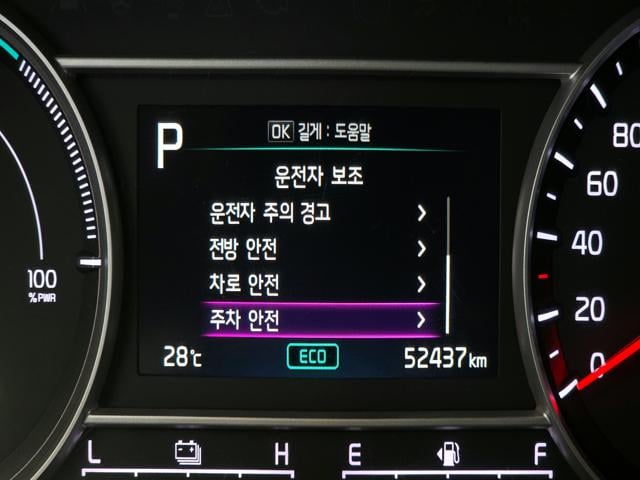 P
OK 길게 : 도움말
운전자 보조
운전자 주의 경고
전방 안전
차로 안전
주차 안전
28℃ ECO 52437 km
100
%PWR
80
60
40
20
0
L H
E F